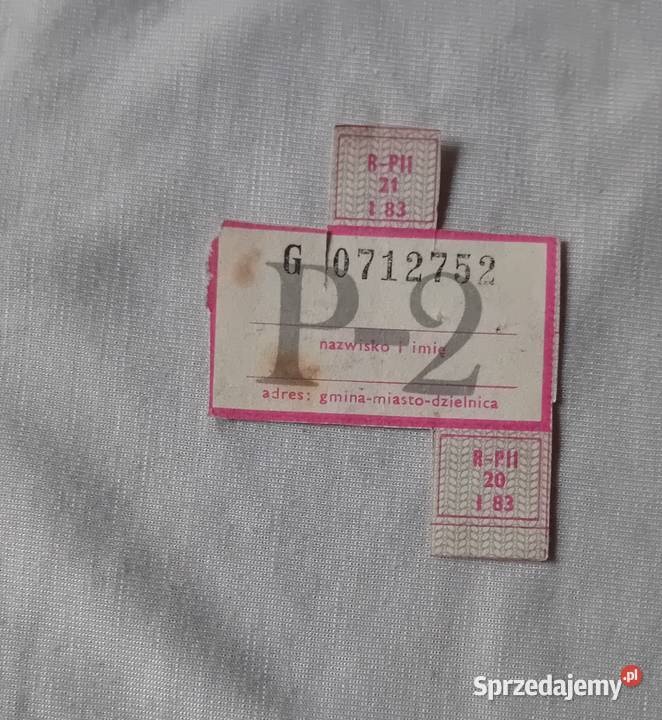 R-PII
21
I 83
G 0712752
P-2
nazwisko i imię
adres: gmina-miasto-dzielnica
R-PII
20
I 83
Sprzedajemy.pl